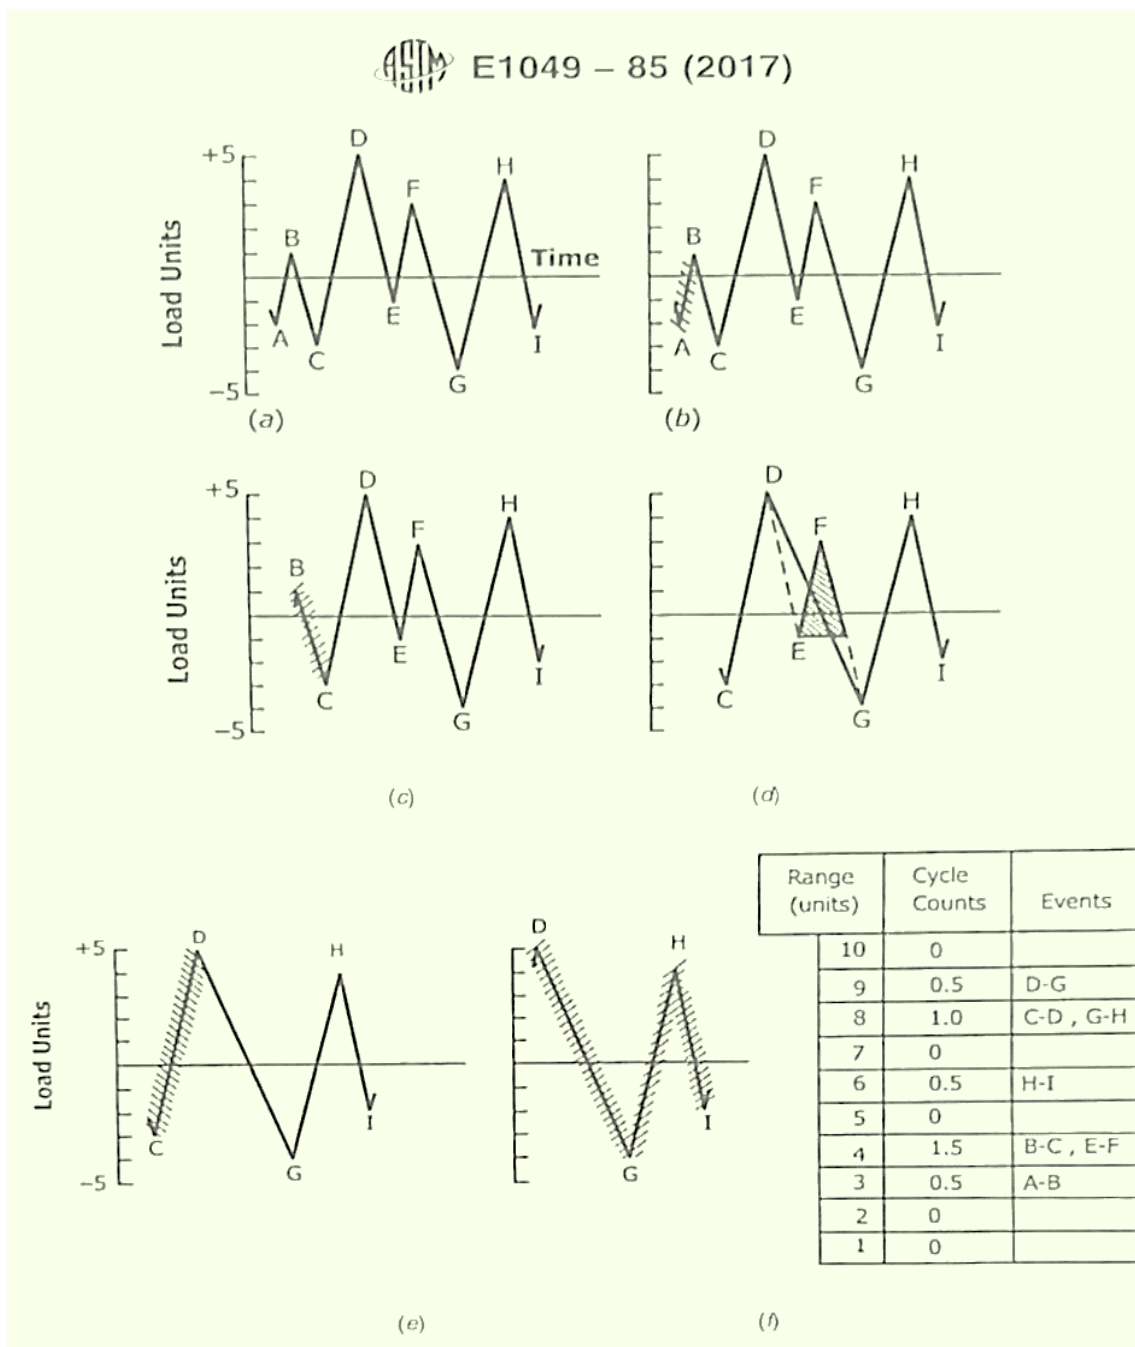 ASTM E1049 – 85 (2017)
D
+5
H
F
B
Load Units
Time
A
E
C
I
G
−5
(a)
D
H
F
B
E
A
C
I
G
(b)
D
+5
H
F
B
Load Units
E
C
I
G
−5
(c)
D
H
F
E
C
I
G
(d)
D
+5
H
Load Units
C
I
G
−5
(e)
D
H
I
G
(f)
Range (units) Cycle Counts Events
10 0
9 0.5 D-G
8 1.0 C-D , G-H
7 0
6 0.5 H-I
5 0
4 1.5 B-C , E-F
3 0.5 A-B
2 0
1 0